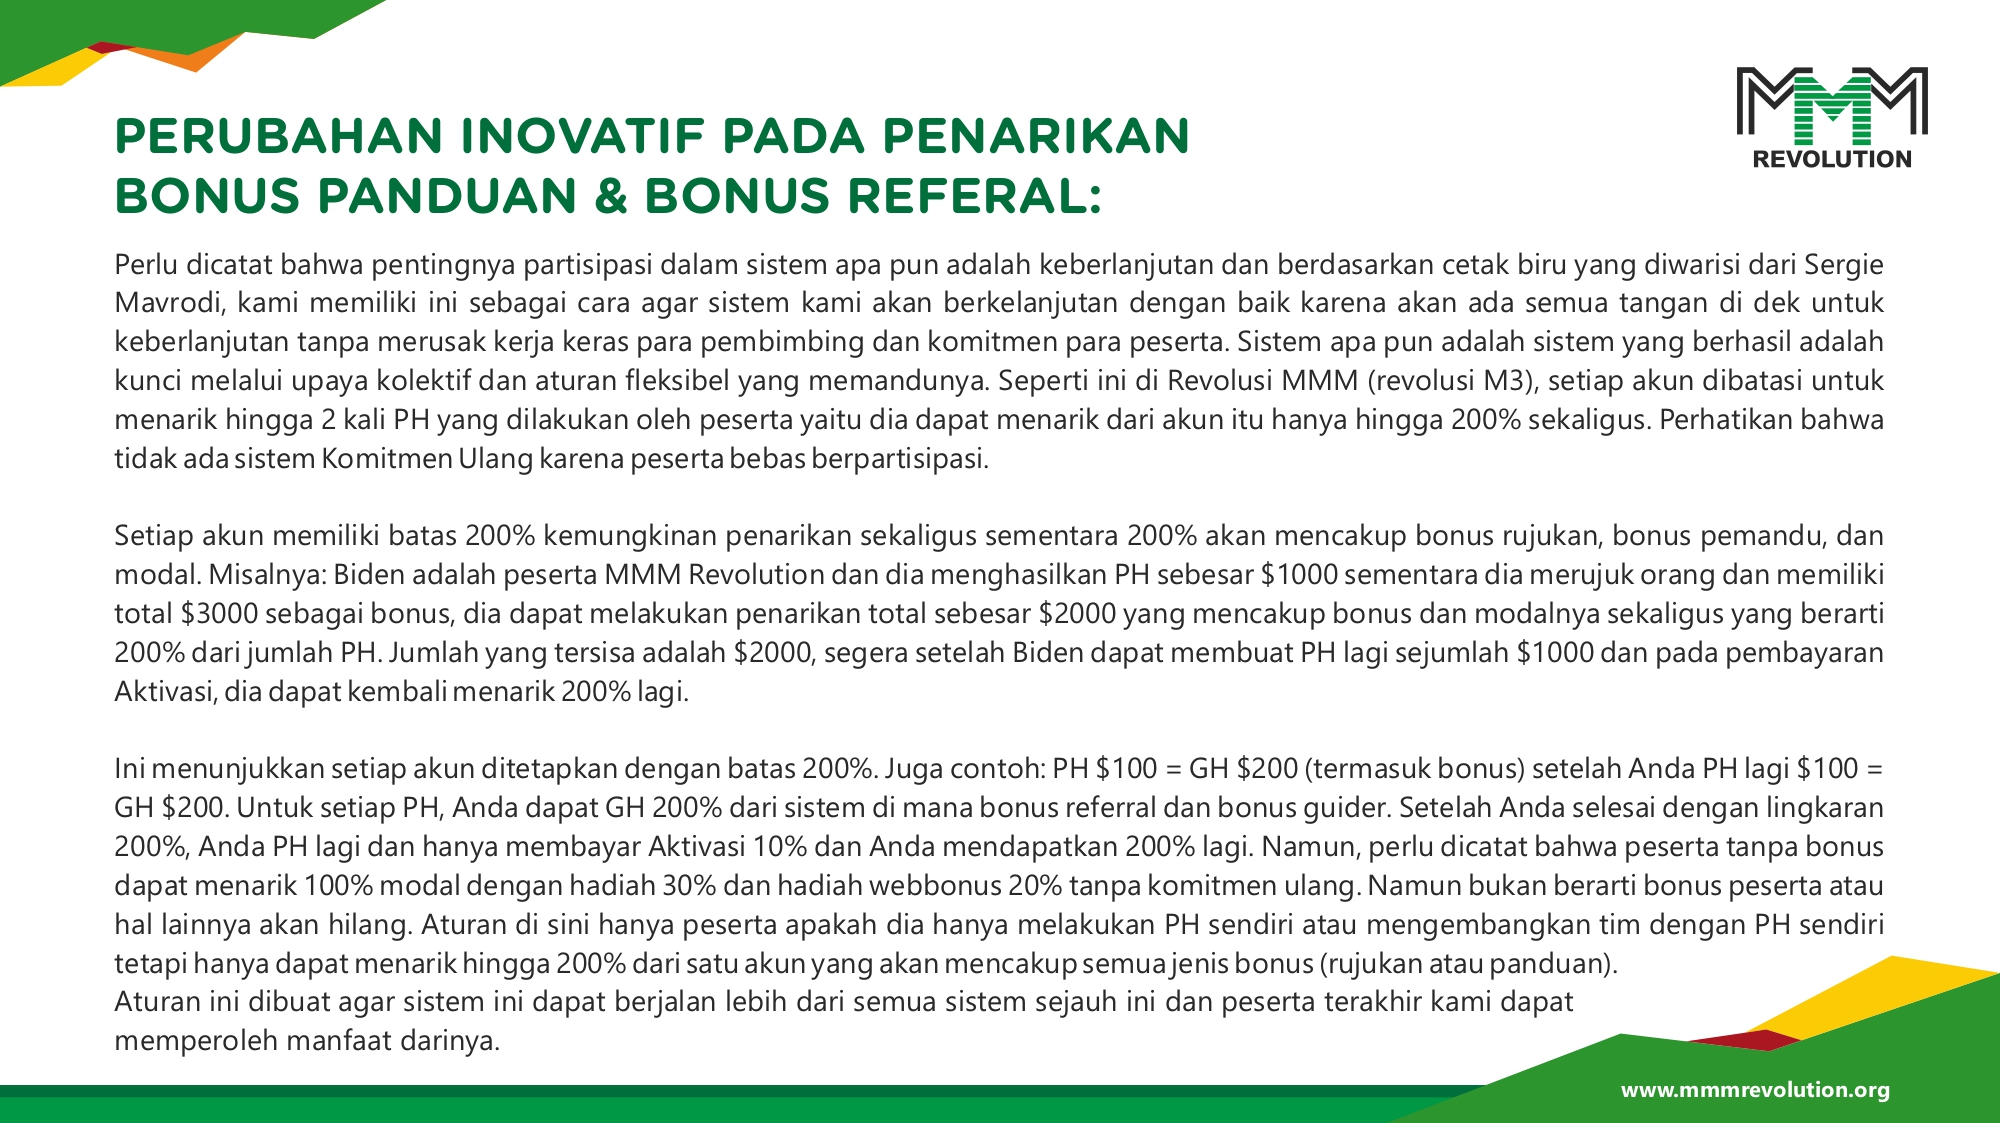 MMM
REVOLUTION
PERUBAHAN INOVATIF PADA PENARIKAN
BONUS PANDUAN & BONUS REFERAL:
Perlu dicatat bahwa pentingnya partisipasi dalam sistem apa pun adalah keberlanjutan dan berdasarkan cetak biru yang diwarisi dari Sergie
Mavrodi, kami memiliki ini sebagai cara agar sistem kami akan berkelanjutan dengan baik karena akan ada semua tangan di dek untuk
keberlanjutan tanpa merusak kerja keras para pembimbing dan komitmen para peserta. Sistem apa pun adalah sistem yang berhasil adalah
kunci melalui upaya kolektif dan aturan fleksibel yang memandunya. Seperti ini di Revolusi MMM (revolusi M3), setiap akun dibatasi untuk
menarik hingga 2 kali PH yang dilakukan oleh peserta yaitu dia dapat menarik dari akun itu hanya hingga 200% sekaligus. Perhatikan bahwa
tidak ada sistem Komitmen Ulang karena peserta bebas berpartisipasi.
Setiap akun memiliki batas 200% kemungkinan penarikan sekaligus sementara 200% akan mencakup bonus rujukan, bonus pemandu, dan
modal. Misalnya: Biden adalah peserta MMM Revolution dan dia menghasilkan PH sebesar $1000 sementara dia merujuk orang dan memiliki
total $3000 sebagai bonus, dia dapat melakukan penarikan total sebesar $2000 yang mencakup bonus dan modalnya sekaligus yang berarti
200% dari jumlah PH. Jumlah yang tersisa adalah $2000, segera setelah Biden dapat membuat PH lagi sejumlah $1000 dan pada pembayaran
Aktivasi, dia dapat kembali menarik 200% lagi.
Ini menunjukkan setiap akun ditetapkan dengan batas 200%. Juga contoh: PH $100 = GH $200 (termasuk bonus) setelah Anda PH lagi $100 =
GH $200. Untuk setiap PH, Anda dapat GH 200% dari sistem di mana bonus referral dan bonus guider. Setelah Anda selesai dengan lingkaran
200%, Anda PH lagi dan hanya membayar Aktivasi 10% dan Anda mendapatkan 200% lagi. Namun, perlu dicatat bahwa peserta tanpa bonus
dapat menarik 100% modal dengan hadiah 30% dan hadiah webbonus 20% tanpa komitmen ulang. Namun bukan berarti bonus peserta atau
hal lainnya akan hilang. Aturan di sini hanya peserta apakah dia hanya melakukan PH sendiri atau mengembangkan tim dengan PH sendiri
tetapi hanya dapat menarik hingga 200% dari satu akun yang akan mencakup semua jenis bonus (rujukan atau panduan).
Aturan ini dibuat agar sistem ini dapat berjalan lebih dari semua sistem sejauh ini dan peserta terakhir kami dapat
memperoleh manfaat darinya.
www.mmmrevolution.org